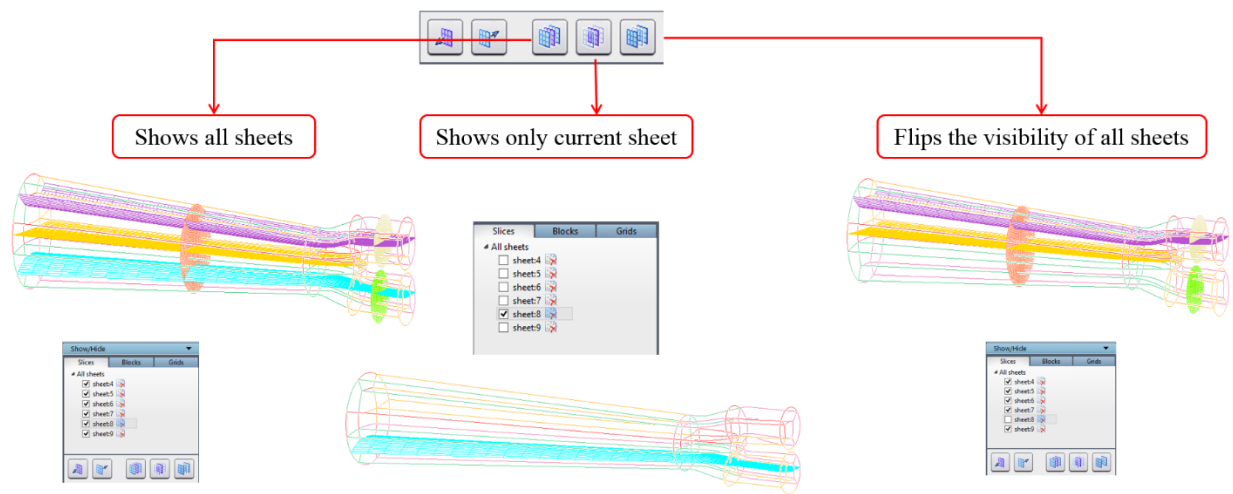 Shows all sheets
Shows only current sheet
Flips the visibility of all sheets
Slices Blocks Grids
All sheets
sheet:4
sheet:5
sheet:6
sheet:7
sheet:8
sheet:9
Show/Hide
Slices Blocks Grids
All sheets
sheet:4
sheet:5
sheet:6
sheet:7
sheet:8
sheet:9
Show/Hide
Slices Blocks Grids
All sheets
sheet:4
sheet:5
sheet:6
sheet:7
sheet:8
sheet:9